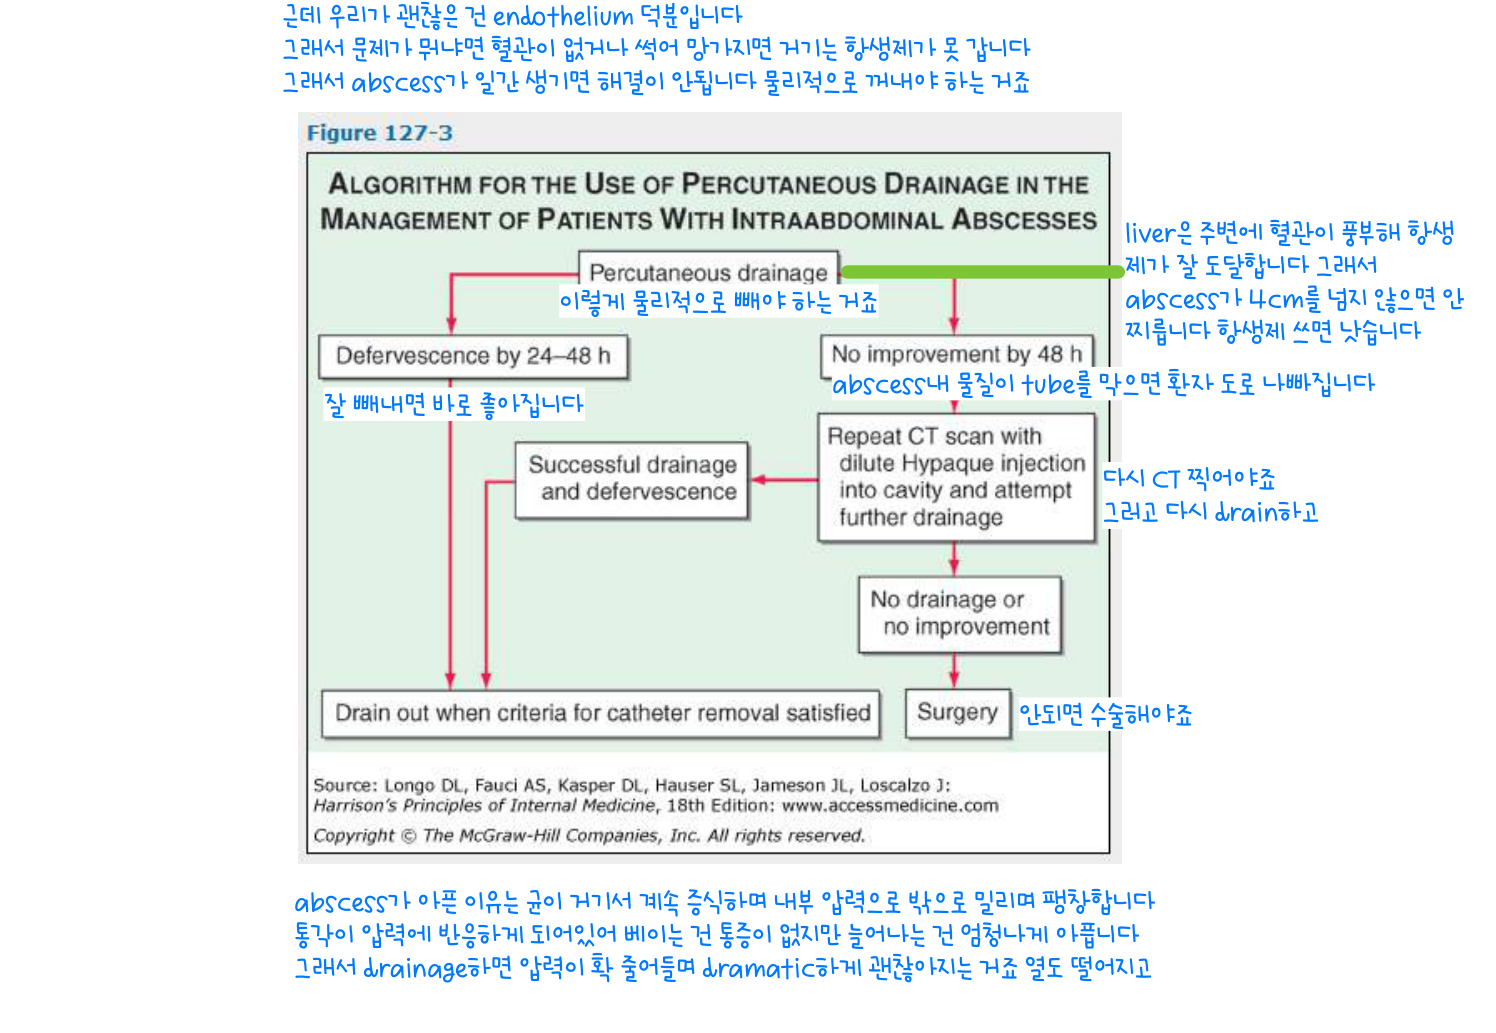 근데 우리가 괜찮은 건 endothelium 덕분입니다
그래서 문제가 뭐냐면 혈관이 없거나 썩어 망가지면 거기는 항생제가 못 갑니다
그래서 abscess가 일간 생기면 해결이 안됩니다 물리적으로 꺼내야 하는 거죠
Figure 127-3
ALGORITHM FOR THE USE OF PERCUTANEOUS DRAINAGE IN THE
MANAGEMENT OF PATIENTS WITH INTRAABDOMINAL ABSCESSES
Percutaneous drainage
이렇게 물리적으로 빼야 하는 거죠
liver은 주변에 혈관이 풍부해 항생
제가 잘 도달합니다 그래서
abscess가 4cm를 넘지 않으면 안
찌릅니다 항생제 쓰면 낫습니다
Defervescence by 24–48 h
잘 빼내면 바로 좋아집니다
No improvement by 48 h
abscess내 물질이 tube를 막으면 환자 도로 나빠집니다
Repeat CT scan with
dilute Hypaque injection
into cavity and attempt
further drainage
다시 CT 찍어야죠
그러고 다시 drain하고
Successful drainage
and defervescence
No drainage or
no improvement
Drain out when criteria for catheter removal satisfied
Surgery
안되면 수술해야죠
Source: Longo DL, Fauci AS, Kasper DL, Hauser SL, Jameson JL, Loscalzo J:
Harrison's Principles of Internal Medicine, 18th Edition: www.accessmedicine.com
Copyright © The McGraw-Hill Companies, Inc. All rights reserved.
abscess가 아픈 이유는 균이 거기서 계속 증식하며 내부 압력으로 밖으로 밀리며 팽창합니다
통각이 압력에 반응하게 되어있어 베이는 건 통증이 없지만 늘어나는 건 엄청나게 아픕니다
그래서 drainage하면 압력이 확 줄어들며 dramatic하게 괜찮아지는 거죠 열도 떨어지고